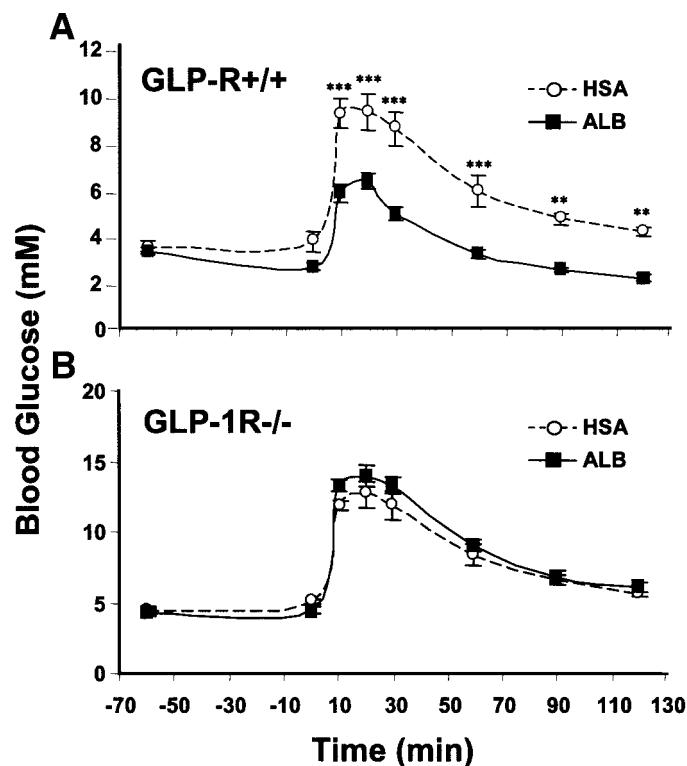 A
12
10
8
6
4
2
0
GLP-R+/+
*** *** ***
***
**
**
HSA
ALB
Blood Glucose (mM)
B
20
15
10
5
0
GLP-1R-/-
HSA
ALB
-70 -50 -30 -10 10 30 50 70 90 110 130
Time (min)